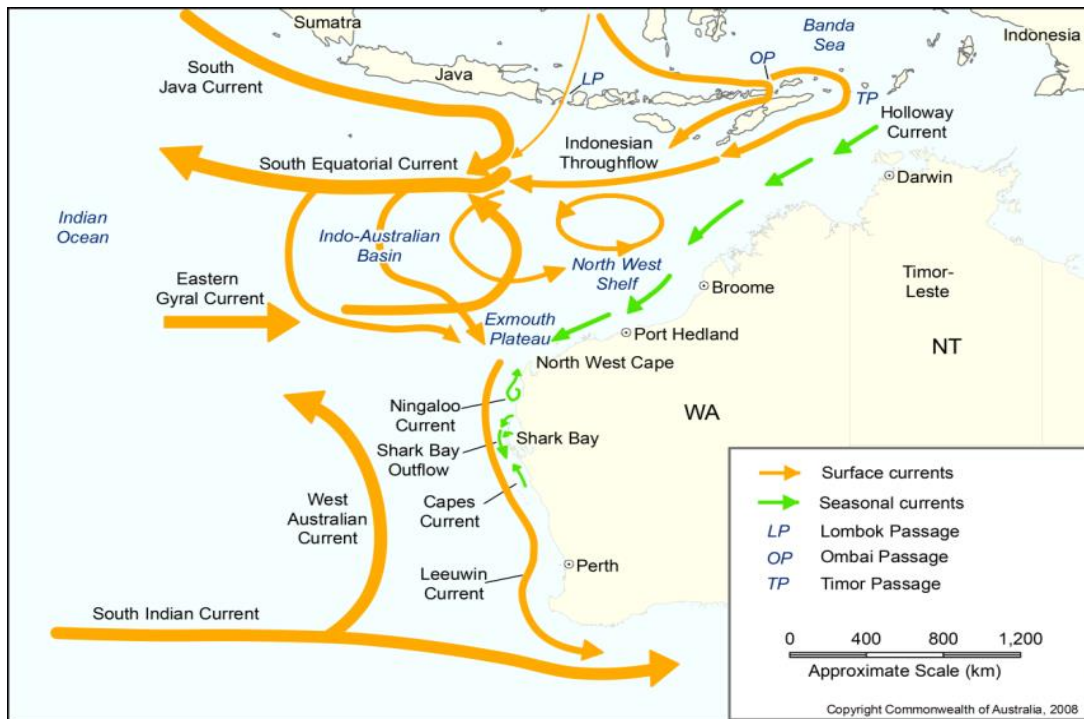 Sumatra
Banda
Sea
Indonesia
South
Java Current
Java
LP
OP
TP
Holloway
Current
South Equatorial Current
Indonesian
Throughflow
Darwin
Indian
Ocean
Indo-Australian
Basin
North West
Shelf
Eastern
Gyral Current
Broome
Timor-
Leste
Exmouth
Plateau
Port Hedland
NT
North West Cape
Ningaloo
Current
WA
Shark Bay
Shark Bay
Outflow
Capes
Current
West
Australian
Current
Perth
Leeuwin
Current
South Indian Current
Surface currents
Seasonal currents
LP Lombok Passage
OP Ombai Passage
TP Timor Passage
0 400 800 1,200
Approximate Scale (km)
Copyright Commonwealth of Australia, 2008